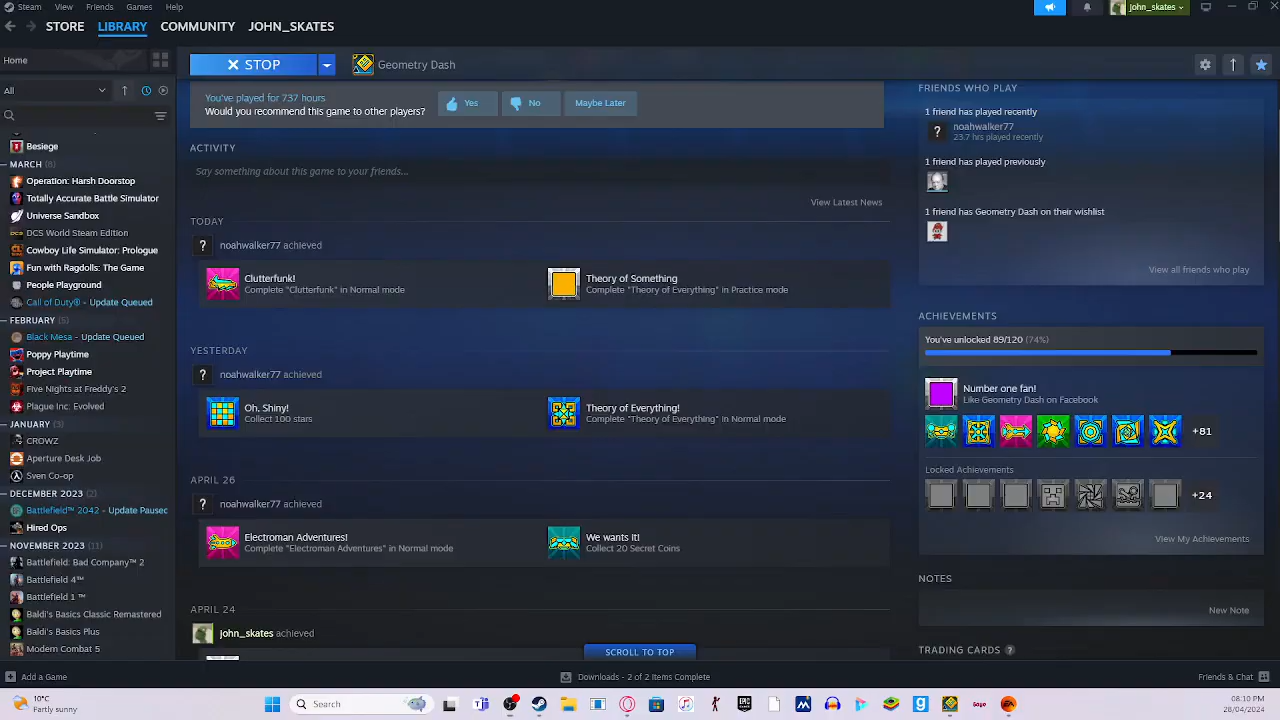 Steam View Friends Games Help
john_skates
STORE LIBRARY COMMUNITY JOHN_SKATES
Home
All
Besiege
MARCH (8)
Operation: Harsh Doorstop
Totally Accurate Battle Simulator
Universe Sandbox
DCS World Steam Edition
Cowboy Life Simulator: Prologue
Fun with Ragdolls: The Game
People Playground
Call of Duty® - Update Queued
FEBRUARY (5)
Black Mesa - Update Queued
Poppy Playtime
Project Playtime
Five Nights at Freddy's 2
Plague Inc: Evolved
JANUARY (3)
CROWZ
Aperture Desk Job
Sven Co-op
DECEMBER 2023 (2)
Battlefield™ 2042 - Update Paused
Hired Ops
NOVEMBER 2023 (11)
Battlefield: Bad Company™ 2
Battlefield 4™
Battlefield 1 ™
Baldi's Basics Classic Remastered
Baldi's Basics Plus
Modern Combat 5
Add a Game
STOP
Geometry Dash
You've played for 737 hours
Would you recommend this game to other players?
Yes No Maybe Later
ACTIVITY
Say something about this game to your friends...
View Latest News
TODAY
noahwalker77 achieved
Clutterfunk!
Complete "Clutterfunk" in Normal mode
Theory of Something
Complete "Theory of Everything" in Practice mode
YESTERDAY
noahwalker77 achieved
Oh, Shiny!
Collect 100 stars
Theory of Everything!
Complete "Theory of Everything" in Normal mode
APRIL 26
noahwalker77 achieved
Electroman Adventures!
Complete "Electroman Adventures" in Normal mode
We wants it!
Collect 20 Secret Coins
APRIL 24
john_skates achieved
SCROLL TO TOP
FRIENDS WHO PLAY
1 friend has played recently
noahwalker77
23.7 hrs played recently
1 friend has played previously
1 friend has Geometry Dash on their wishlist
View all friends who play
ACHIEVEMENTS
You've unlocked 89/120 (74%)
Number one fan!
Like Geometry Dash on Facebook
+81
Locked Achievements
+24
View My Achievements
NOTES
New Note
TRADING CARDS
Downloads - 2 of 2 Items Complete
Friends & Chat
10°C
Partly sunny
Search
08:10 PM
28/04/2024